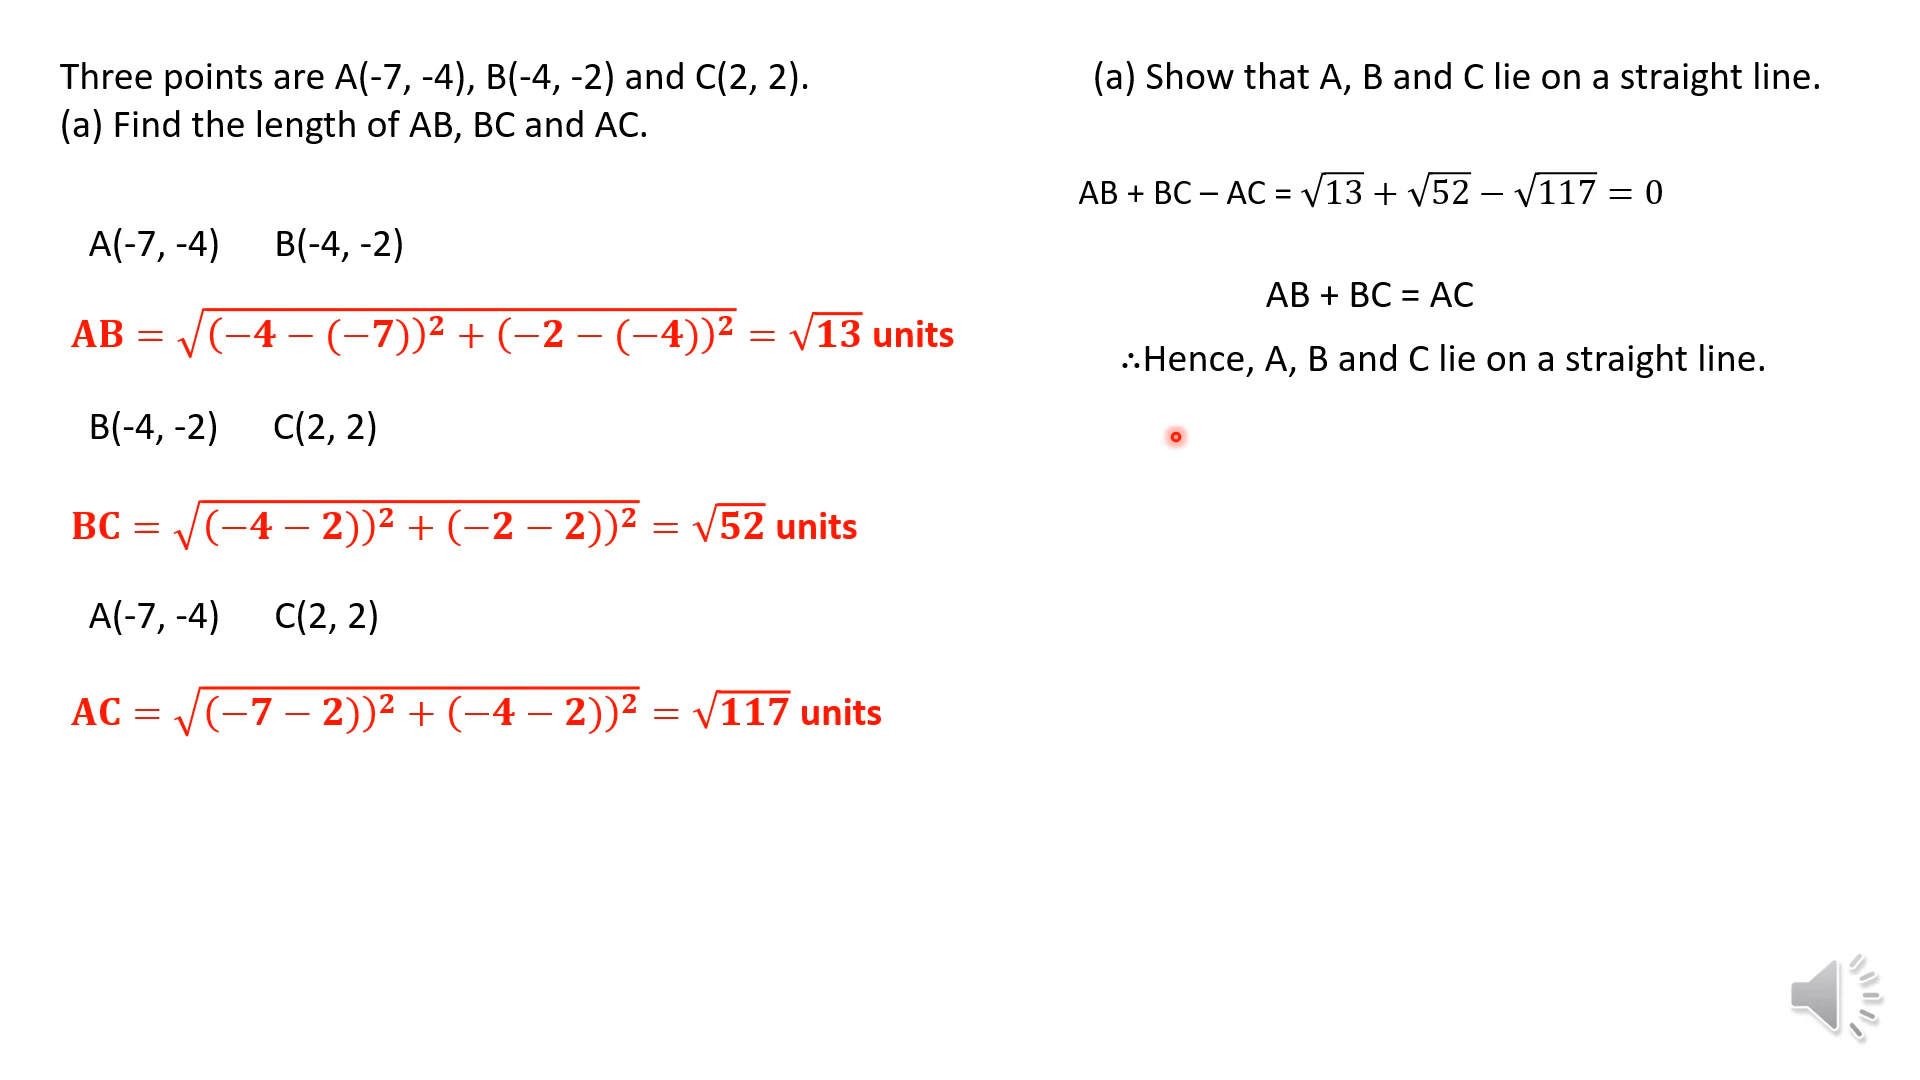 Three points are A(-7, -4), B(-4, -2) and C(2, 2).
(a) Find the length of AB, BC and AC.
A(-7, -4) B(-4, -2)
AB = √((−4 − (−7))² + (−2 − (−4))²) = √13 units
B(-4, -2) C(2, 2)
BC = √(−4 − 2))² + (−2 − 2))² = √52 units
A(-7, -4) C(2, 2)
AC = √(−7 − 2))² + (−4 − 2))² = √117 units
(a) Show that A, B and C lie on a straight line.
AB + BC – AC = √13 + √52 − √117 = 0
AB + BC = AC
∴Hence, A, B and C lie on a straight line.